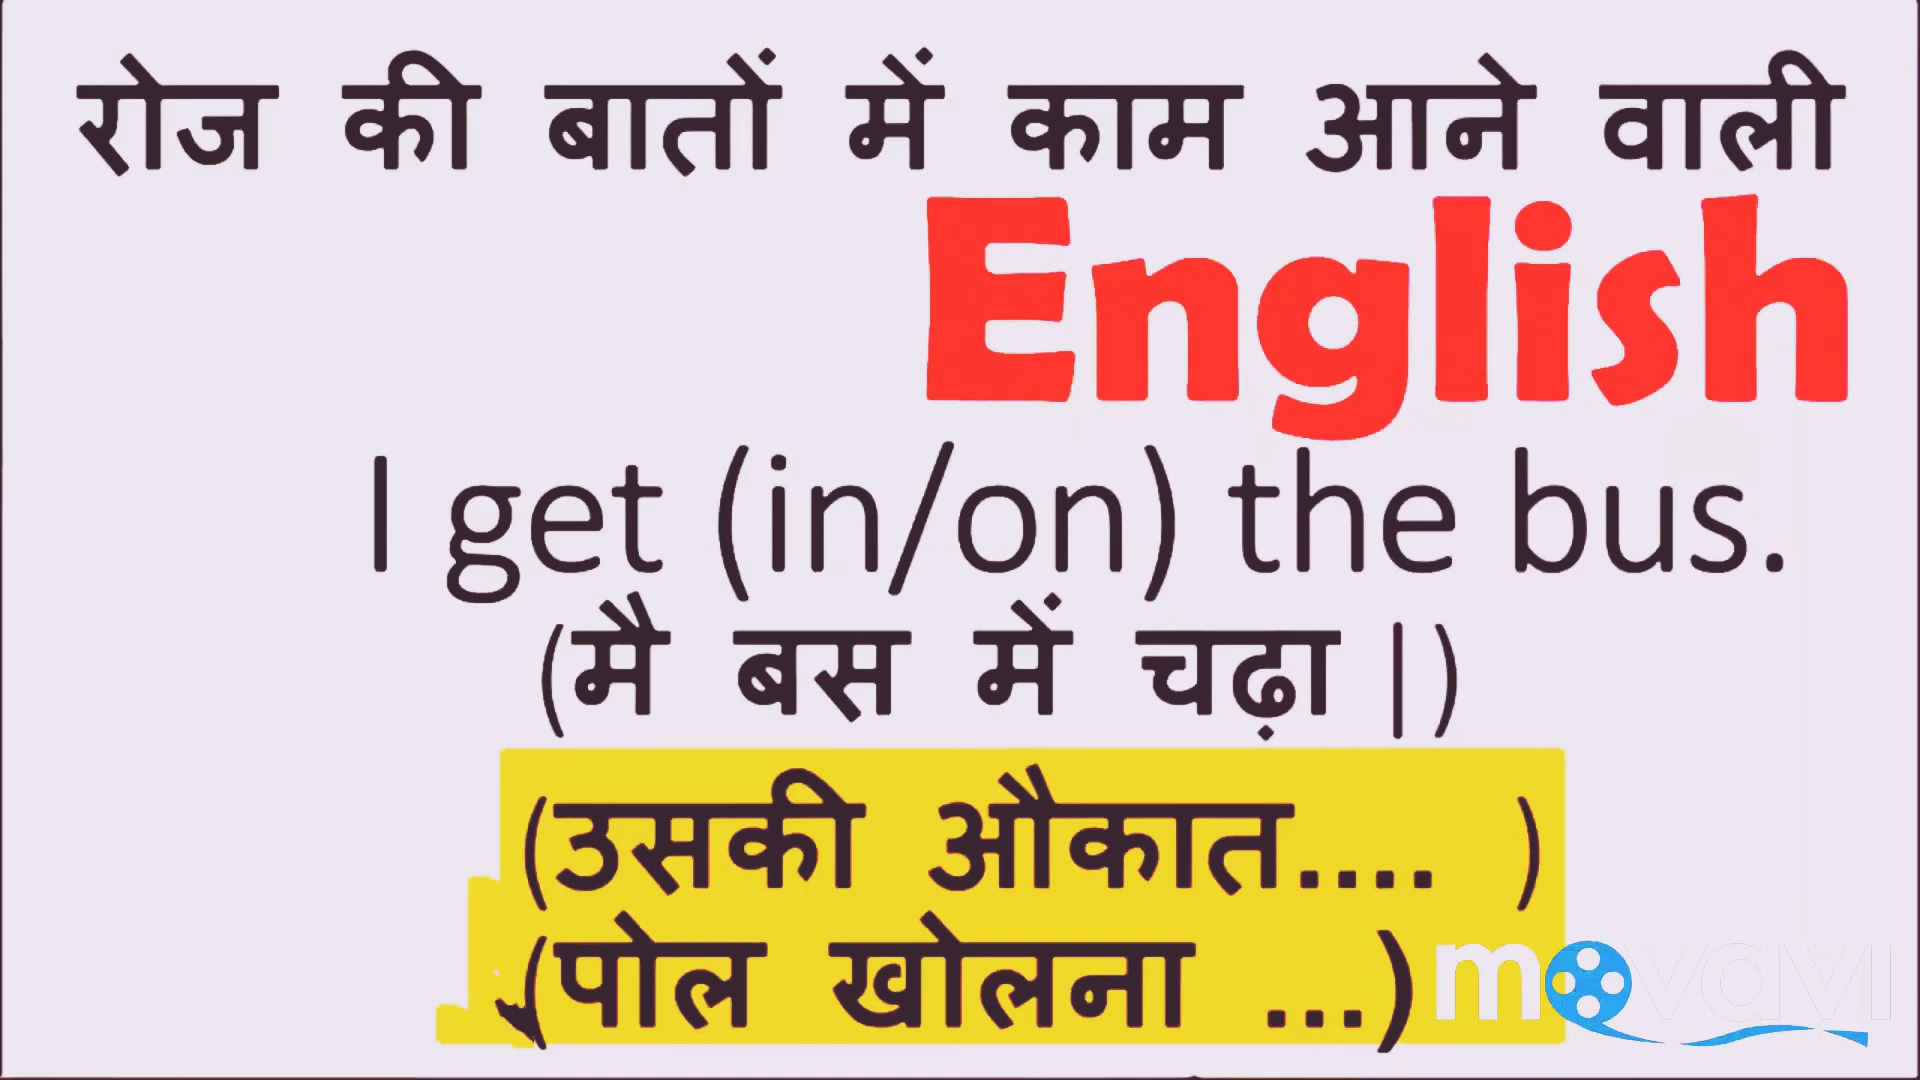 रोज की बातों में काम आने वाली
English
I get (in/on) the bus.
(मै बस में चढ़ा |)
(उसकी औकात.... )
(पोल खोलना ...)
movavi